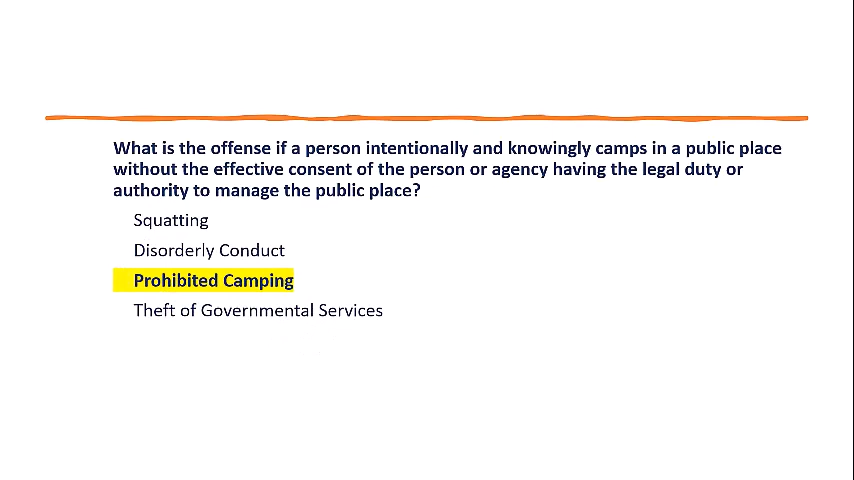 What is the offense if a person intentionally and knowingly camps in a public place
without the effective consent of the person or agency having the legal duty or
authority to manage the public place?
Squatting
Disorderly Conduct
Prohibited Camping
Theft of Governmental Services